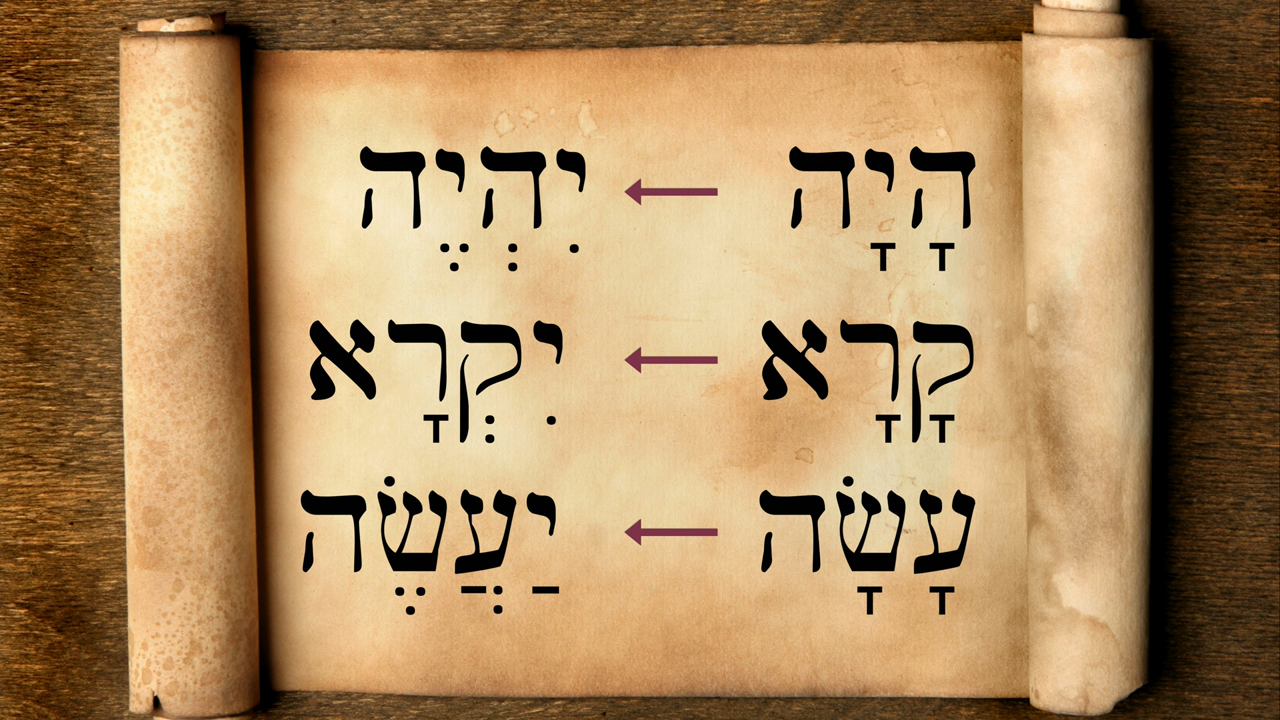 הָיָה ← יִהְיֶה
קָרָא ← יִקְרָא
עָשָׂה ← יַעֲשֶׂה